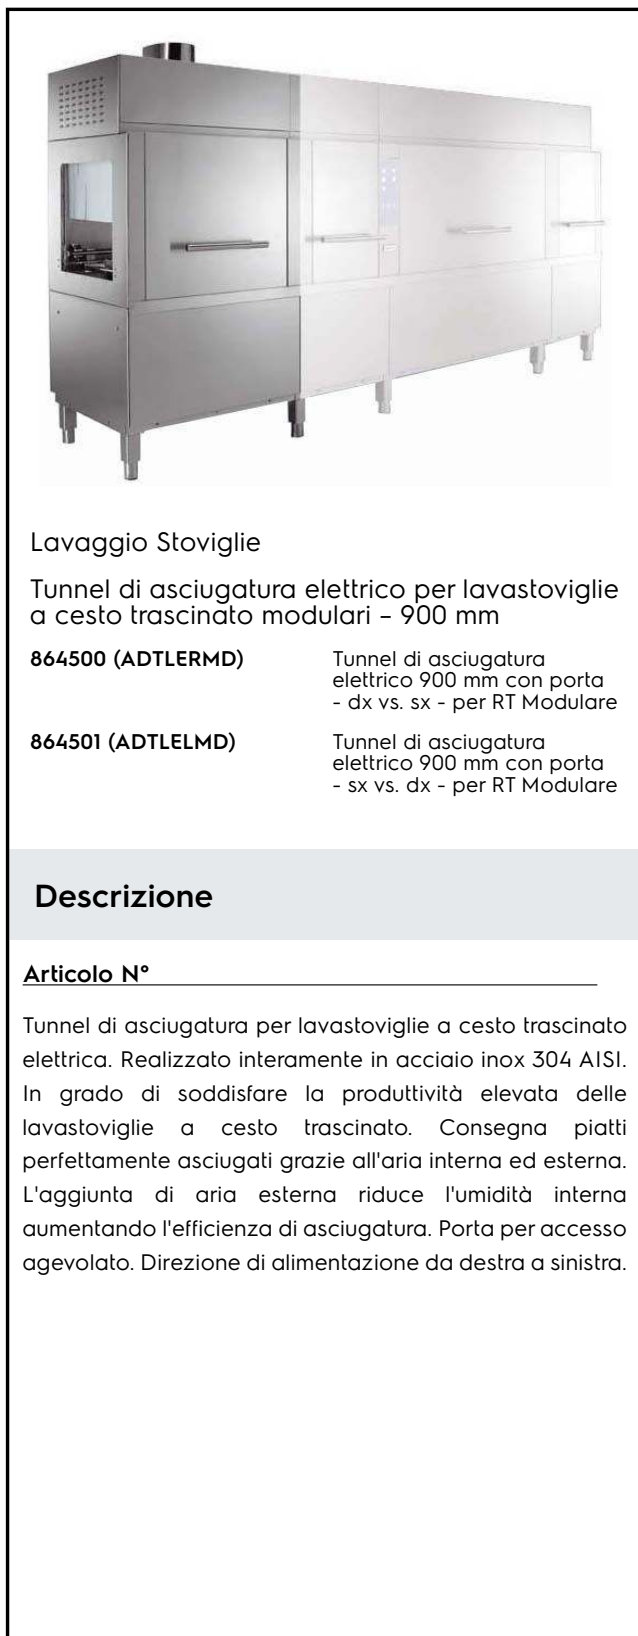 Lavaggio Stoviglie
Tunnel di asciugatura elettrico per lavastoviglie
a cesto trascinato modulari – 900 mm
864500 (ADTLERMD)
Tunnel di asciugatura
elettrico 900 mm con porta
- dx vs. sx - per RT Modulare
864501 (ADTLELMD)
Tunnel di asciugatura
elettrico 900 mm con porta
- sx vs. dx - per RT Modulare
Descrizione
Articolo N°
Tunnel di asciugatura per lavastoviglie a cesto trascinato
elettrica. Realizzato interamente in acciaio inox 304 AISI.
In grado di soddisfare la produttività elevata delle
lavastoviglie a cesto trascinato. Consegna piatti
perfettamente asciugati grazie all'aria interna ed esterna.
L'aggiunta di aria esterna riduce l'umidità interna
aumentando l'efficienza di asciugatura. Porta per accesso
agevolato. Direzione di alimentazione da destra a sinistra.